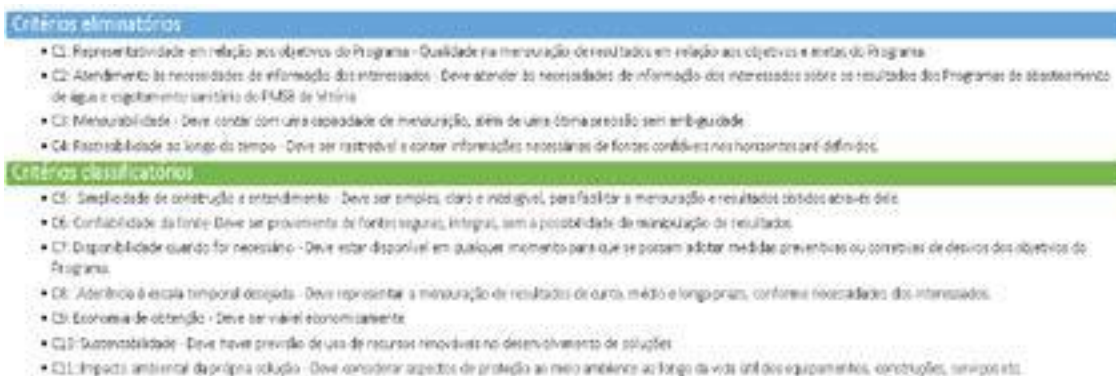 Critérios eliminatórios
• C1: Representatividade em relação aos objetivos do Programa - Qualidade na mensuração de resultados em relação aos objetivos e metas do Programa
• C2: Atendimento às necessidades de informação dos interessados - Deve atender às necessidades de informação dos interessados sobre os resultados dos Programas de abastecimento
de água e esgotamento sanitário do PMSB de Vitória
• C3: Mensurabilidade - Deve contar com uma capacidade de mensuração, além de uma ótima precisão sem ambiguidade
• C4: Rastreabilidade ao longo do tempo - Deve ser rastreável e conter informações necessárias de fontes confiáveis nos horizontes pré-definidos.
Critérios classificatórios
• C5: Simplicidade de construção e entendimento - Deve ser simples, claro e inteligível, para facilitar a mensuração e resultados obtidos através dele
• C6: Confiabilidade da fonte- Deve ser proveniente de fontes seguras, íntegras, sem a possibilidade de manipulação de resultados
• C7: Disponibilidade quando for necessário - Deve estar disponível em qualquer momento para que se possam adotar medidas preventivas ou corretivas de desvios dos objetivos do
Programa.
• C8: Aderência à escala temporal desejada - Deve representar a mensuração de resultados de curto, médio e longo prazo, conforme necessidades dos interessados.
• C9: Economia de obtenção - Deve ser viável economicamente
• C10: Sustentabilidade - Deve haver previsão de uso de recursos renováveis no desenvolvimento de soluções
• C11: Impacto ambiental da própria solução - Deve considerar aspectos de proteção ao meio ambiente ao longo da vida útil dos equipamentos, construções, serviços etc.